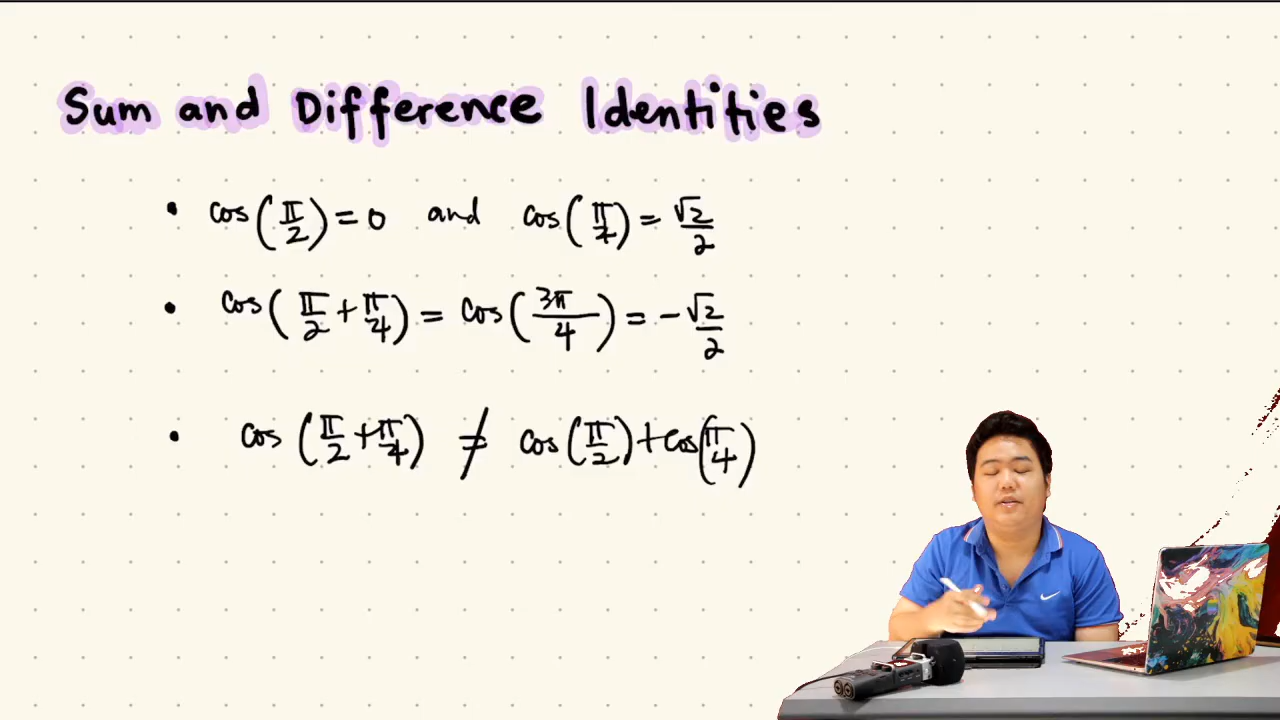 Sum and Difference Identities
• cos(π/2) = 0 and cos(π/4) = √2/2
• cos(π/2 + π/4) = cos(3π/4) = -√2/2
• cos(π/2 + π/4) ≠ cos(π/2) + cos(π/4)